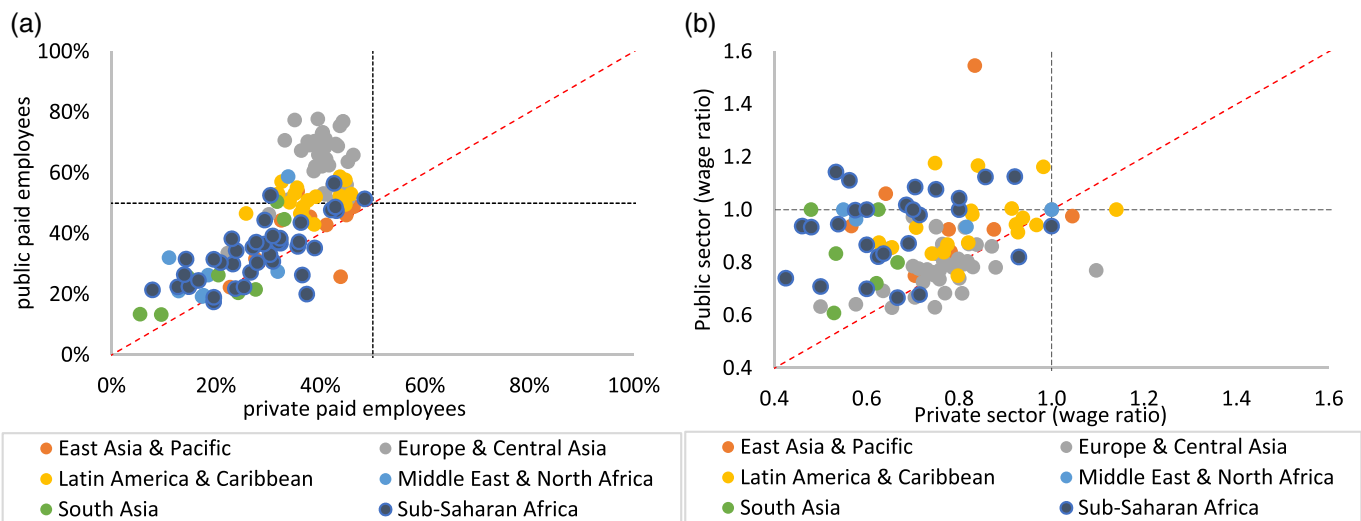 (a)
public paid employees
100%
80%
60%
40%
20%
0%
0% 20% 40% 60% 80% 100%
private paid employees
East Asia & Pacific
Europe & Central Asia
Latin America & Caribbean
Middle East & North Africa
South Asia
Sub-Saharan Africa
(b)
Public sector (wage ratio)
1.6
1.4
1.2
1.0
0.8
0.6
0.4
0.4 0.6 0.8 1.0 1.2 1.4 1.6
Private sector (wage ratio)
East Asia & Pacific
Europe & Central Asia
Latin America & Caribbean
Middle East & North Africa
South Asia
Sub-Saharan Africa